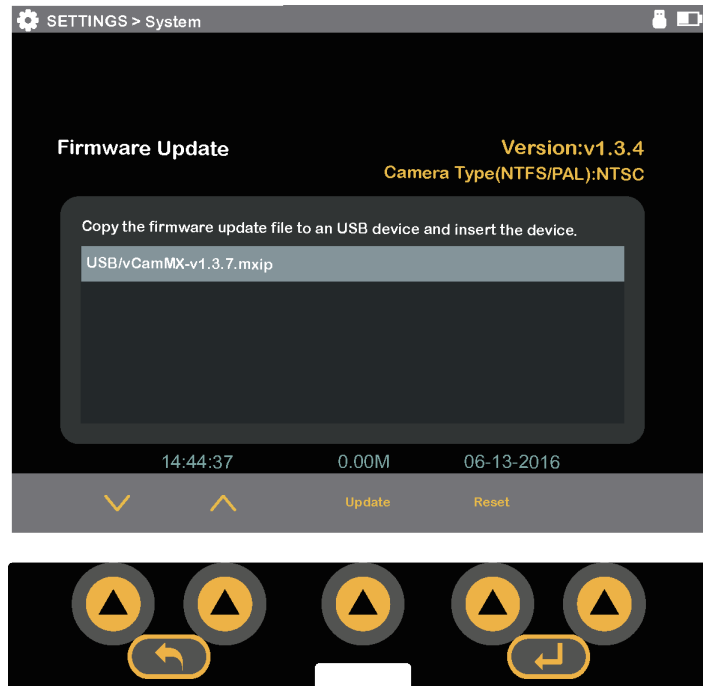 SETTINGS > System
Firmware Update
Version:v1.3.4
Camera Type(NTFS/PAL):NTSC
Copy the firmware update file to an USB device and insert the device.
USB/vCamMX-v1.3.7.mxip
14:44:37 0.00M 06-13-2016
Update Reset